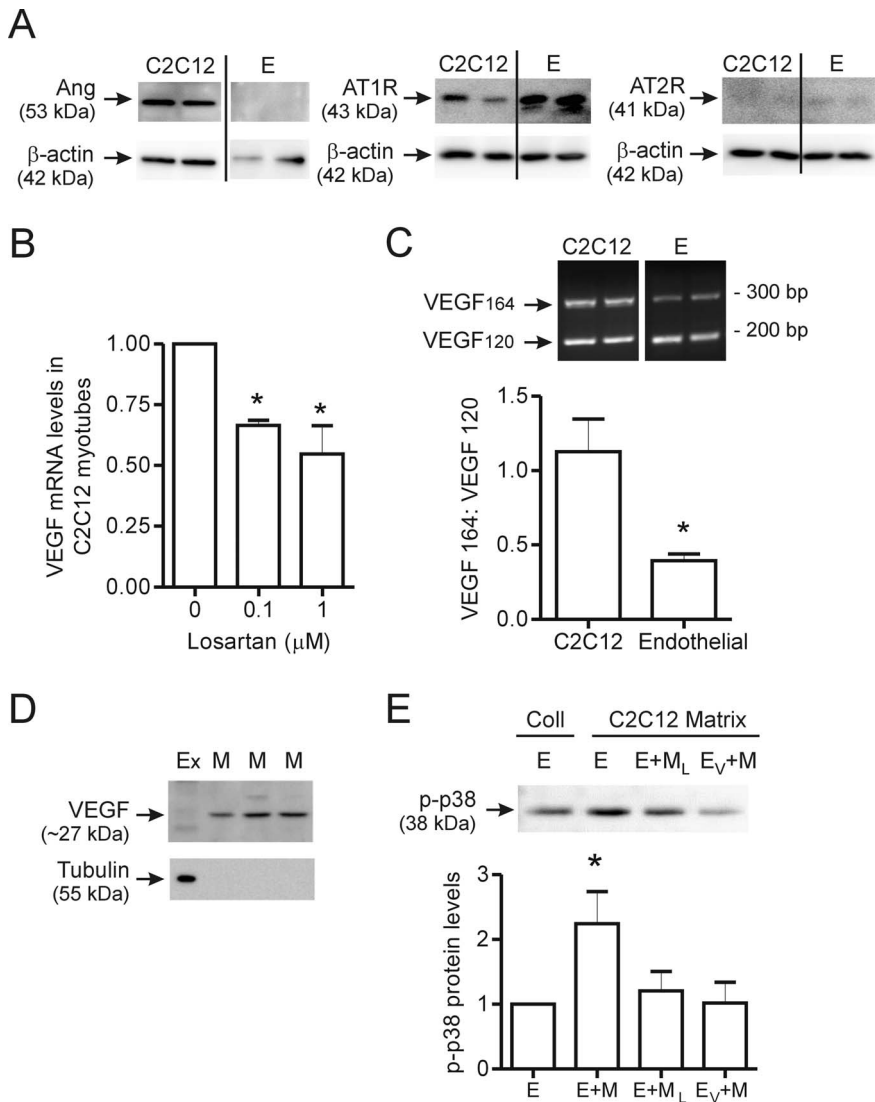 A
C2C12 E
Ang
(53 kDa)
β-actin
(42 kDa)
C2C12 E
AT1R
(43 kDa)
β-actin
(42 kDa)
C2C12 E
AT2R
(41 kDa)
β-actin
(42 kDa)
B
VEGF mRNA levels in
C2C12 myotubes
1.00
0.75
0.50
0.25
0.00
* *
0 0.1 1
Losartan (μM)
C
C2C12 E
VEGF164
VEGF120
- 300 bp
- 200 bp
VEGF 164: VEGF 120
1.5
1.0
0.5
0.0
*
C2C12 Endothelial
D
Ex M M M
VEGF
(~27 kDa)
Tubulin
(55 kDa)
E
Coll C2C12 Matrix
E E E+ML EV+M
p-p38
(38 kDa)
p-p38 protein levels
3
2
1
0
*
E E+M E+ML EV+M